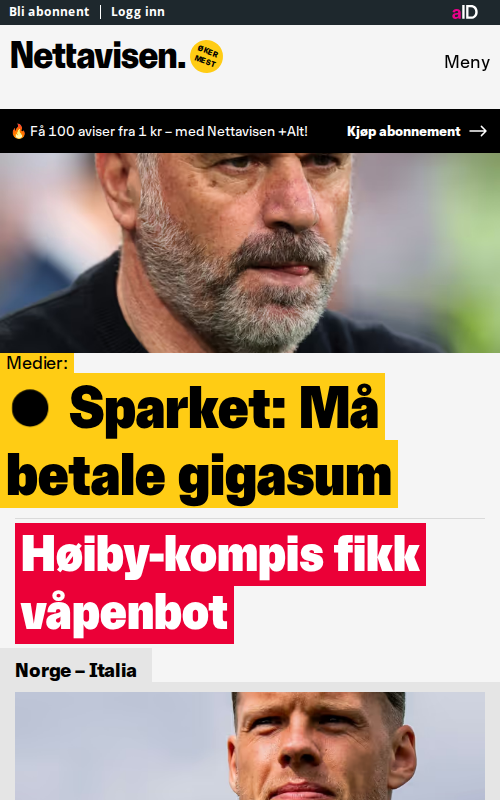 Bli abonnent | Logg inn
aID
Nettavisen.
ØKER
MEST
Meny
🔥 Få 100 aviser fra 1 kr – med Nettavisen +Alt!
Kjøp abonnement →
Medier:
● Sparket: Må
betale gigasum
Høiby-kompis fikk
våpenbot
Norge – Italia